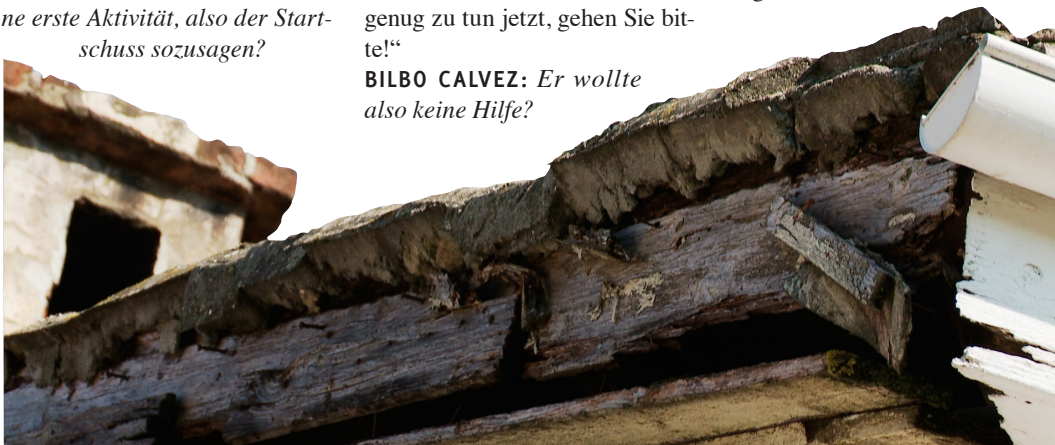 ne erste Aktivität, also der Start-
schuss sozusagen?
genug zu tun jetzt, gehen Sie bit-
te!“
BILBO CALVEZ: Er wollte
also keine Hilfe?